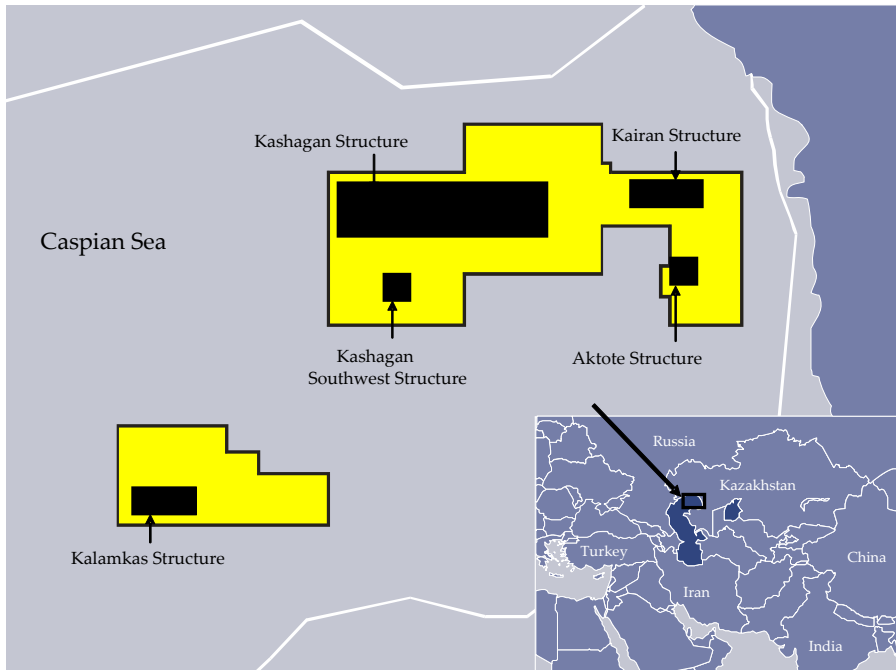 Kashagan Structure
Kairan Structure
Caspian Sea
Kashagan
Southwest Structure
Aktote Structure
Kalamkas Structure
Russia
Kazakhstan
Turkey
China
Iran
India